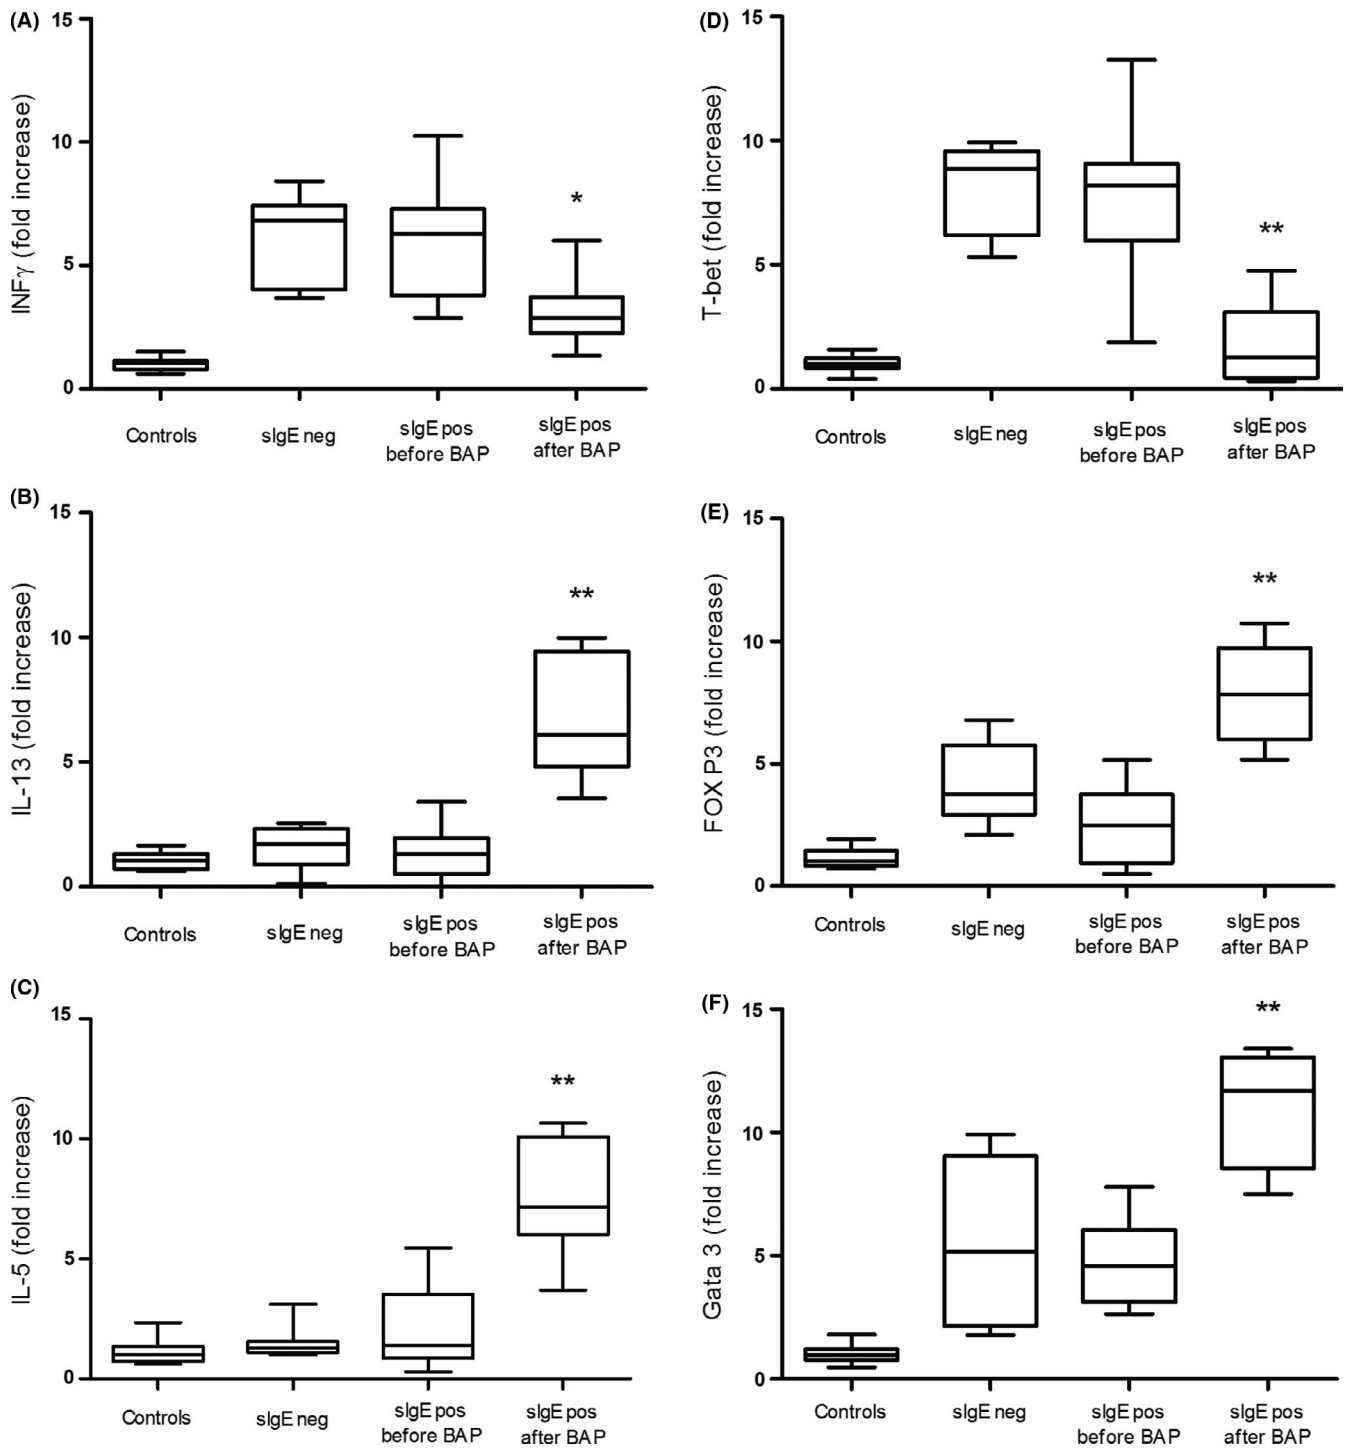 (A)
INFγ (fold increase)
15
10
5
0
*
Controls
sIgE neg
sIgE pos
before BAP
sIgE pos
after BAP
(D)
T-bet (fold increase)
15
10
5
0
**
Controls
sIgE neg
sIgE pos
before BAP
sIgE pos
after BAP
(B)
IL-13 (fold increase)
15
10
5
0
**
Controls
sIgE neg
sIgE pos
before BAP
sIgE pos
after BAP
(E)
FOX P3 (fold increase)
15
10
5
0
**
Controls
sIgE neg
sIgE pos
before BAP
sIgE pos
after BAP
(C)
IL-5 (fold increase)
15
10
5
0
**
Controls
sIgE neg
sIgE pos
before BAP
sIgE pos
after BAP
(F)
Gata 3 (fold increase)
15
10
5
0
**
Controls
sIgE neg
sIgE pos
before BAP
sIgE pos
after BAP